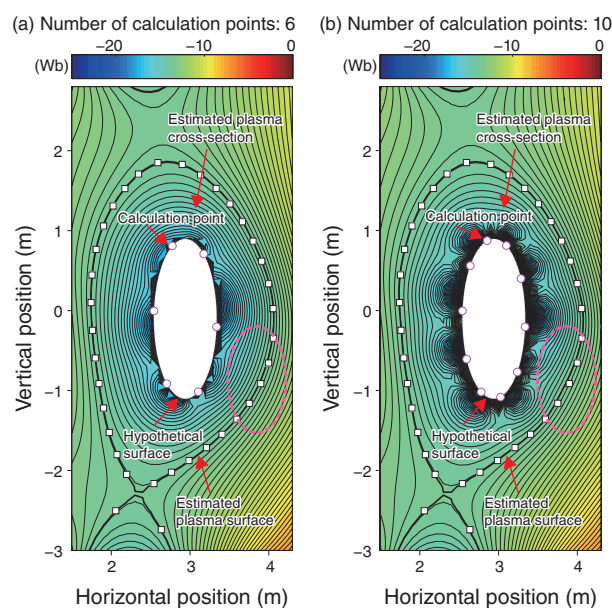 (a) Number of calculation points: 6
(Wb)
−20
−10
0
Estimated plasma
cross-section
Calculation point
Hypothetical
surface
Estimated
plasma surface
2
1
0
−1
−2
−3
Vertical position (m)
2
3
4
Horizontal position (m)
(b) Number of calculation points: 10
(Wb)
−20
−10
0
Estimated plasma
cross-section
Calculation point
Hypothetical
surface
Estimated
plasma surface
2
1
0
−1
−2
−3
Vertical position (m)
2
3
4
Horizontal position (m)